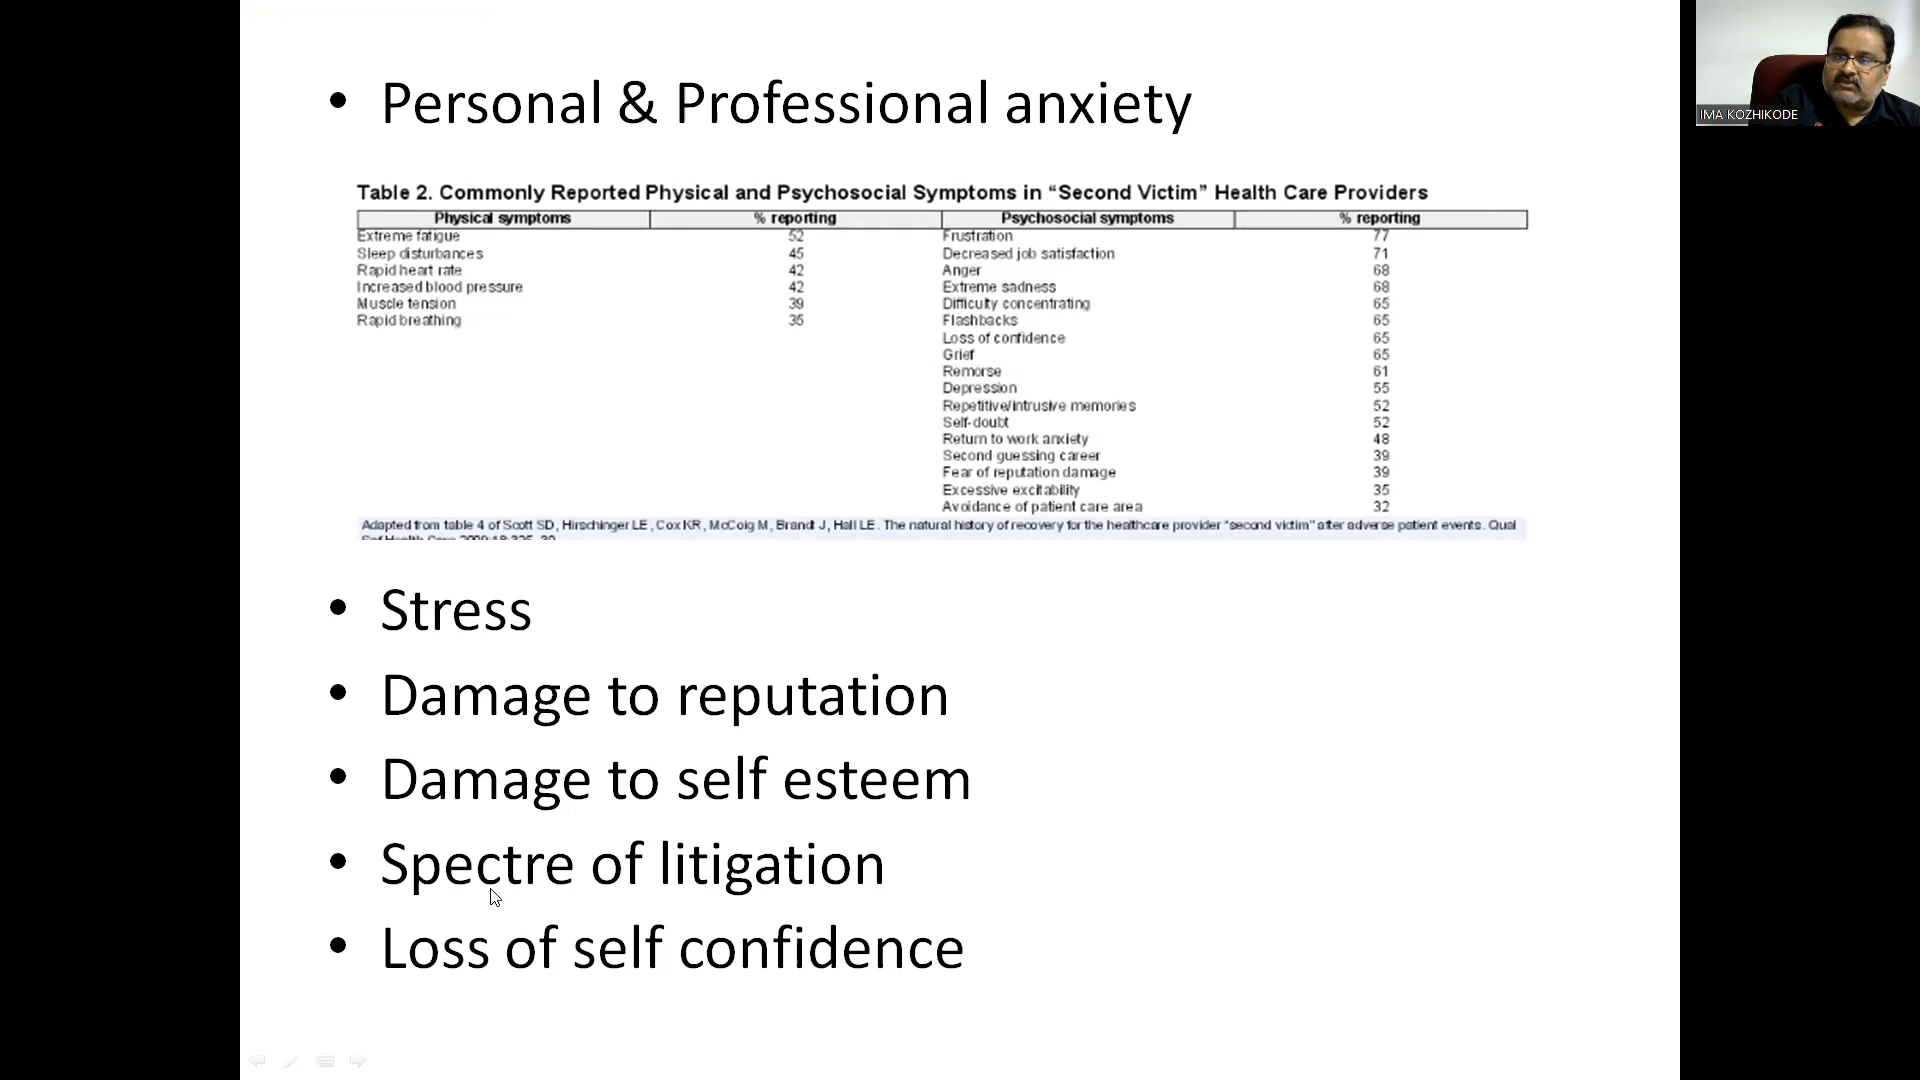 • Personal & Professional anxiety
IMA KOZHIKODE
Table 2. Commonly Reported Physical and Psychosocial Symptoms in “Second Victim” Health Care Providers
Physical symptoms % reporting Psychosocial symptoms % reporting
Extreme fatigue 52 Frustration 77
Sleep disturbances 45 Decreased job satisfaction 71
Rapid heart rate 42 Anger 68
Increased blood pressure 42 Extreme sadness 68
Muscle tension 39 Difficulty concentrating 65
Rapid breathing 35 Flashbacks 65
Loss of confidence 65
Grief 65
Remorse 61
Depression 55
Repetitive/intrusive memories 52
Self-doubt 52
Return to work anxiety 48
Second guessing career 39
Fear of reputation damage 39
Excessive excitability 35
Avoidance of patient care area 32
Adapted from table 4 of Scott SD, Hirschinger LE, Cox KR, McCoig M, Brandt J, Hall LE. The natural history of recovery for the healthcare provider “second victim” after adverse patient events. Qual
Saf Health Care 2009;18:325-30
• Stress
• Damage to reputation
• Damage to self esteem
• Spectre of litigation
• Loss of self confidence